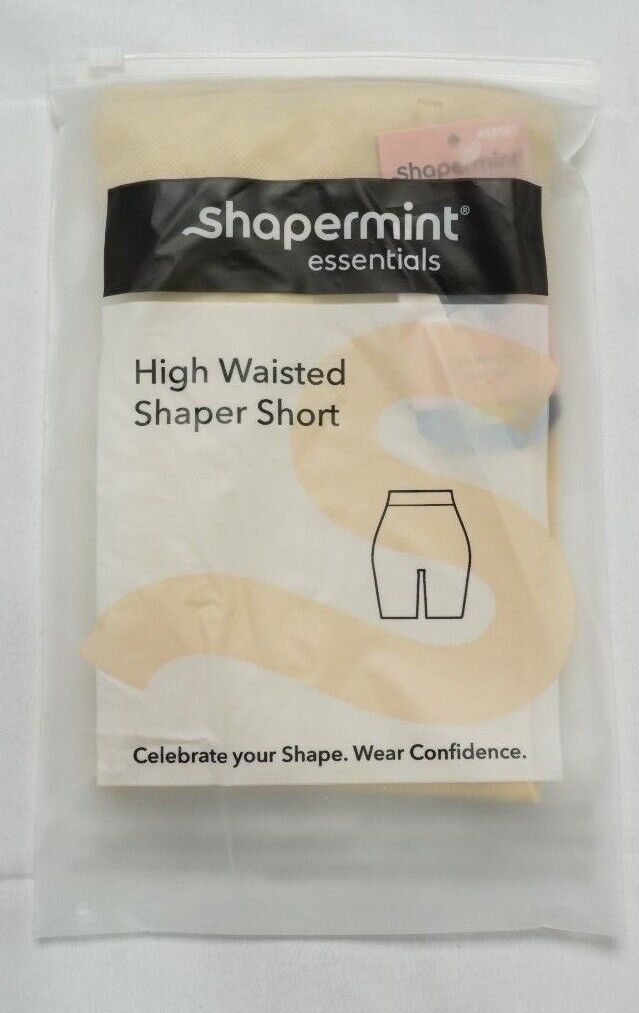 shapermint
shapermint®
essentials
High Waisted
Shaper Short
Celebrate your Shape. Wear Confidence.